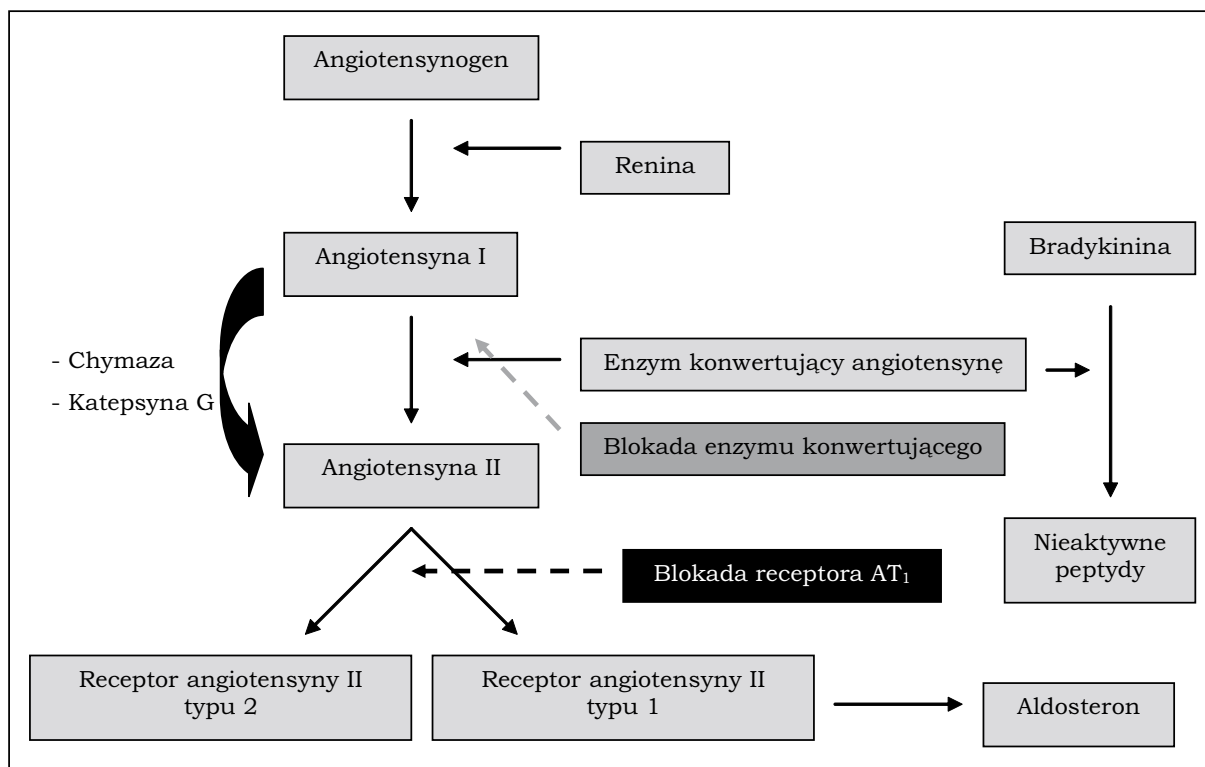 Angiotensynogen
Renina
Angiotensyna I
Bradykinina
- Chymaza
- Katepsyna G
Enzym konwertujący angiotensynę
Blokada enzymu konwertującego
Angiotensyna II
Nieaktywne
peptydy
Blokada receptora AT₁
Receptor angiotensyny II
typu 2
Receptor angiotensyny II
typu 1
Aldosteron